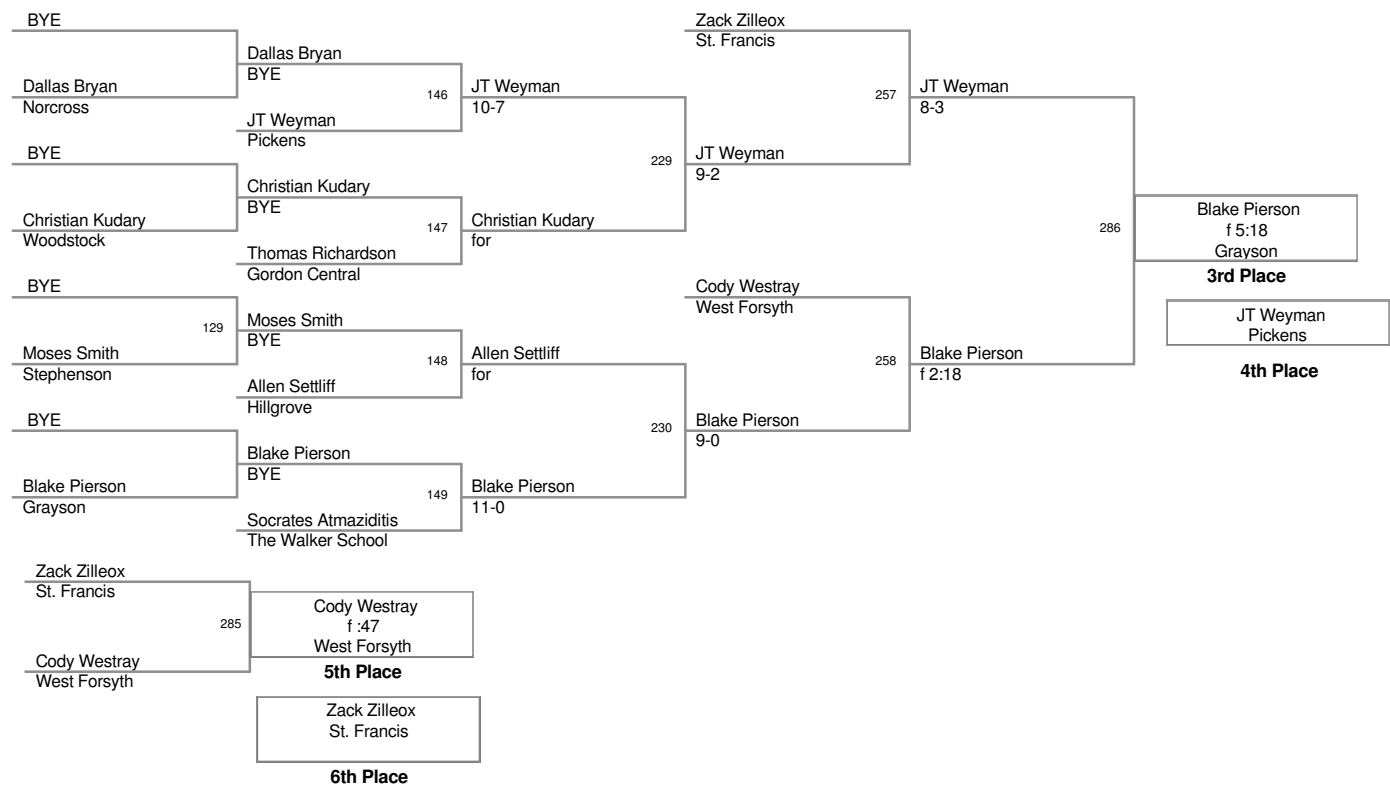 BYE
Dallas Bryan
Norcross
BYE
Christian Kudary
Woodstock
BYE
129
Moses Smith
Stephenson
BYE
Blake Pierson
Grayson
Dallas Bryan
BYE
146
JT Weyman
Pickens
Christian Kudary
BYE
147
Thomas Richardson
Gordon Central
Moses Smith
BYE
148
Allen Settliff
Hillgrove
Blake Pierson
BYE
149
Socrates Atmaziditis
The Walker School
JT Weyman
10-7
229
Christian Kudary
for
Allen Settliff
for
230
Blake Pierson
11-0
Zack Zilleox
St. Francis
257
JT Weyman
9-2
Cody Westray
West Forsyth
258
Blake Pierson
9-0
JT Weyman
8-3
286
Blake Pierson
f 2:18
Blake Pierson
f 5:18
Grayson
3rd Place
JT Weyman
Pickens
4th Place
Zack Zilleox
St. Francis
285
Cody Westray
West Forsyth
Cody Westray
f :47
West Forsyth
5th Place
Zack Zilleox
St. Francis
6th Place